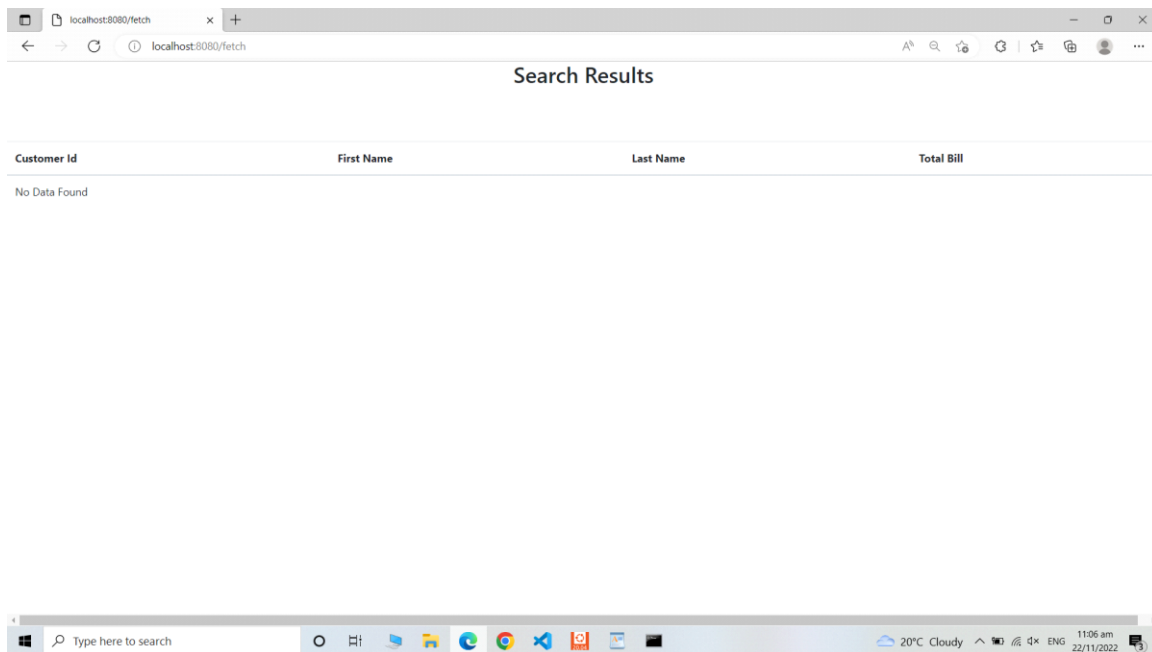 localhost:8080/fetch
localhost:8080/fetch
Search Results
Customer Id First Name Last Name Total Bill
No Data Found
Type here to search 20°C Cloudy ENG 11:06 am
22/11/2022